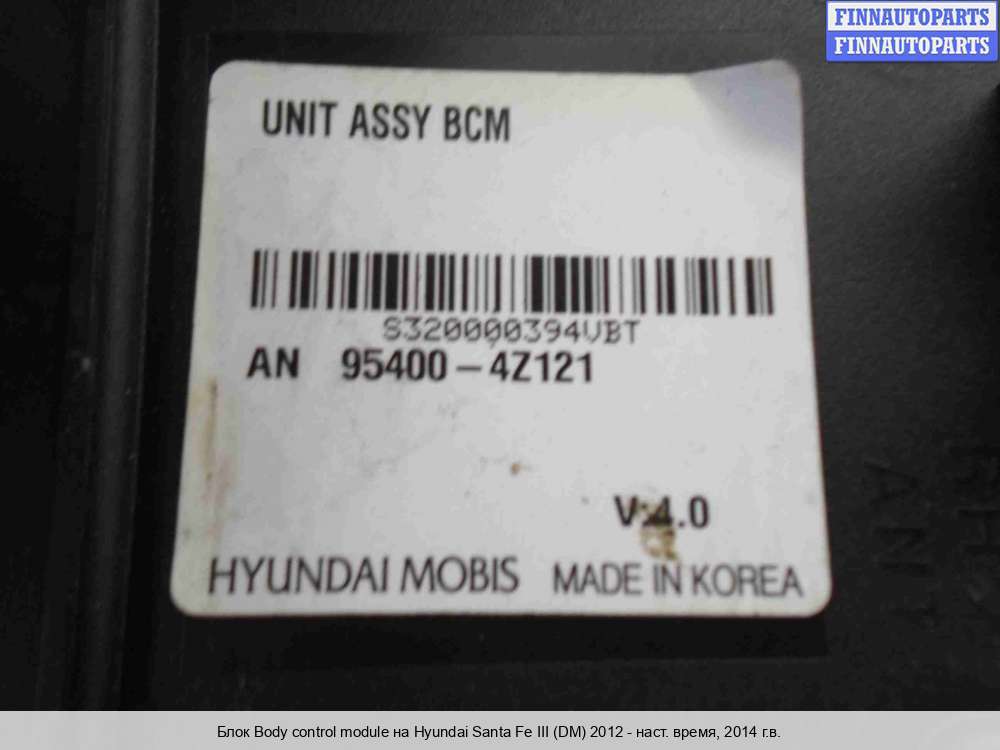 FINNAUTOPARTS
FINNAUTOPARTS
UNIT ASSY BCM
S320000394VBT
AN 95400-4Z121
V:4.0
HYUNDAI MOBIS MADE IN KOREA
Блок Body control module на Hyundai Santa Fe III (DM) 2012 - наст. время, 2014 г.в.